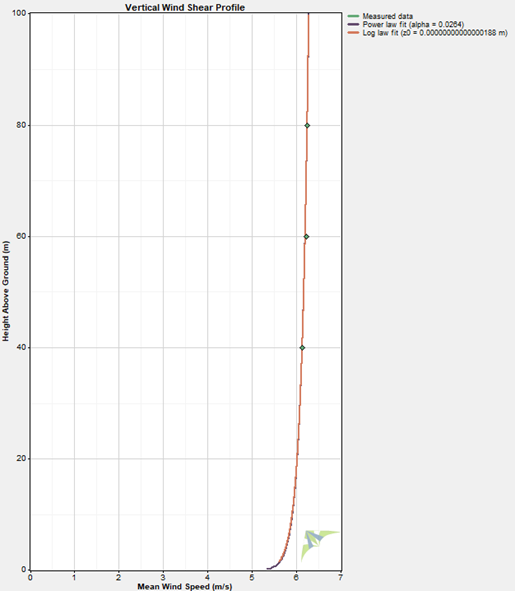 Vertical Wind Shear Profile
Measured data
Power law fit (alpha = 0.0264)
Log law fit (z0 = 0.00000000000000188 m)
Height Above Ground (m)
100
80
60
40
20
0
0 1 2 3 4 5 6 7
Mean Wind Speed (m/s)